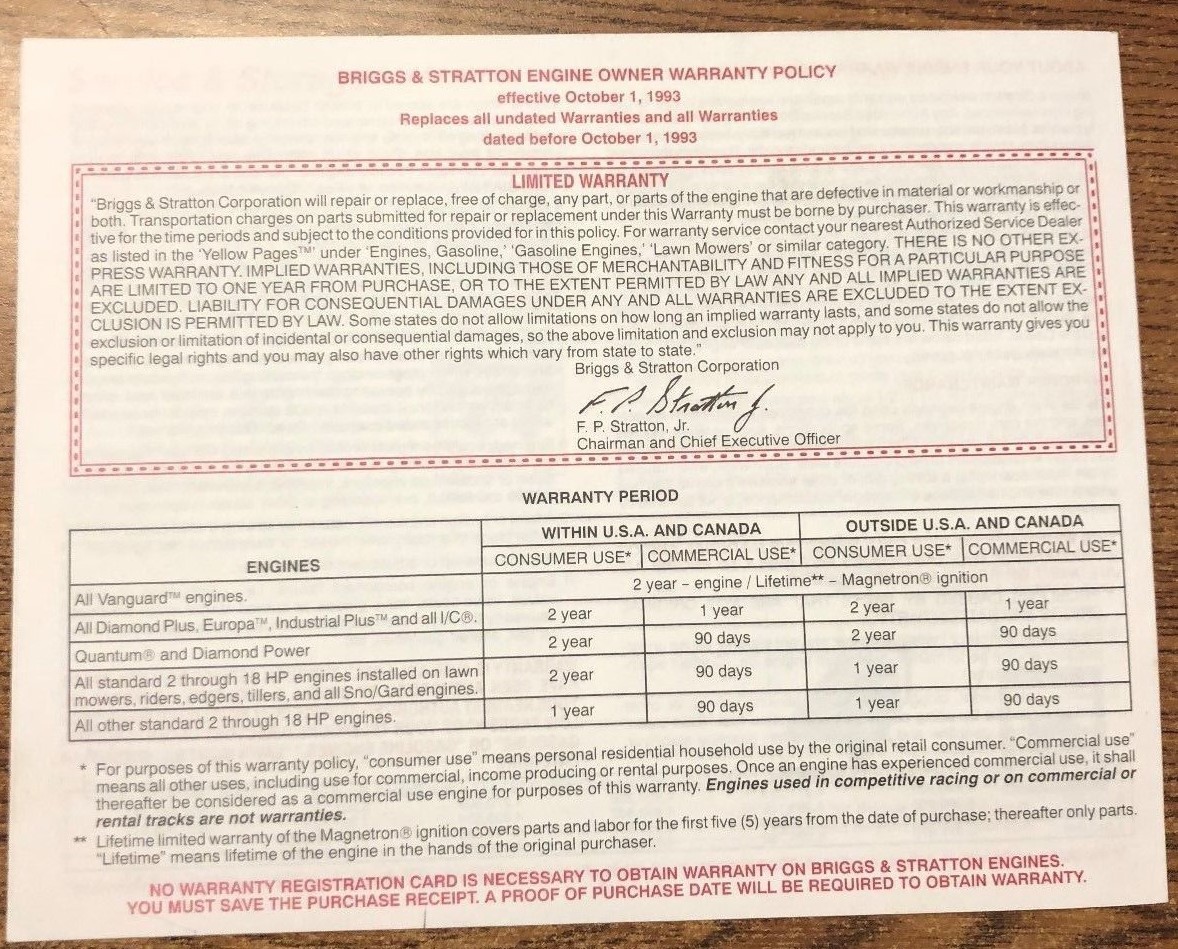 BRIGGS & STRATTON ENGINE OWNER WARRANTY POLICY
effective October 1, 1993
Replaces all undated Warranties and all Warranties
dated before October 1, 1993
LIMITED WARRANTY
"Briggs & Stratton Corporation will repair or replace, free of charge, any part, or parts of the engine that are defective in material or workmanship or
both. Transportation charges on parts submitted for repair or replacement under this Warranty must be borne by purchaser. This warranty is effec-
tive for the time periods and subject to the conditions provided for in this policy. For warranty service contact your nearest Authorized Service Dealer
as listed in the 'Yellow Pages™' under 'Engines, Gasoline,' 'Gasoline Engines,' 'Lawn Mowers' or similar category. THERE IS NO OTHER EX-
PRESS WARRANTY. IMPLIED WARRANTIES, INCLUDING THOSE OF MERCHANTABILITY AND FITNESS FOR A PARTICULAR PURPOSE
ARE LIMITED TO ONE YEAR FROM PURCHASE, OR TO THE EXTENT PERMITTED BY LAW ANY AND ALL IMPLIED WARRANTIES ARE
EXCLUDED. LIABILITY FOR CONSEQUENTIAL DAMAGES UNDER ANY AND ALL WARRANTIES ARE EXCLUDED TO THE EXTENT EX-
CLUSION IS PERMITTED BY LAW. Some states do not allow limitations on how long an implied warranty lasts, and some states do not allow the
exclusion or limitation of incidental or consequential damages, so the above limitation and exclusion may not apply to you. This warranty gives you
specific legal rights and you may also have other rights which vary from state to state."
Briggs & Stratton Corporation
F. P. Stratton Jr.
F. P. Stratton, Jr.
Chairman and Chief Executive Officer
WARRANTY PERIOD
ENGINES
WITHIN U.S.A. AND CANADA OUTSIDE U.S.A. AND CANADA
CONSUMER USE* COMMERCIAL USE* CONSUMER USE* COMMERCIAL USE*
All Vanguard™ engines. 2 year – engine / Lifetime** – Magnetron® ignition
All Diamond Plus, Europa™, Industrial Plus™ and all I/C®. 2 year 1 year 2 year 1 year
Quantum® and Diamond Power 2 year 90 days 2 year 90 days
All standard 2 through 18 HP engines installed on lawn
mowers, riders, edgers, tillers, and all Sno/Gard engines. 2 year 90 days 1 year 90 days
All other standard 2 through 18 HP engines. 1 year 90 days 1 year 90 days
* For purposes of this warranty policy, "consumer use" means personal residential household use by the original retail consumer. "Commercial use"
means all other uses, including use for commercial, income producing or rental purposes. Once an engine has experienced commercial use, it shall
thereafter be considered as a commercial use engine for purposes of this warranty. Engines used in competitive racing or on commercial or
rental tracks are not warranties.
** Lifetime limited warranty of the Magnetron® ignition covers parts and labor for the first five (5) years from the date of purchase; thereafter only parts.
"Lifetime" means lifetime of the engine in the hands of the original purchaser.
NO WARRANTY REGISTRATION CARD IS NECESSARY TO OBTAIN WARRANTY ON BRIGGS & STRATTON ENGINES.
YOU MUST SAVE THE PURCHASE RECEIPT. A PROOF OF PURCHASE DATE WILL BE REQUIRED TO OBTAIN WARRANTY.